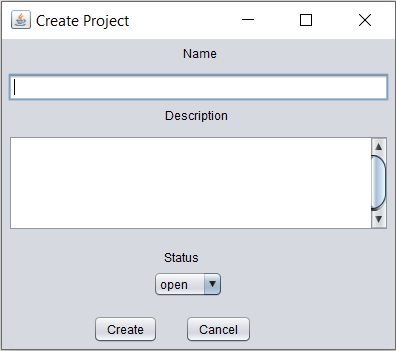 Create Project
Name
Description
Status
open
Create Cancel